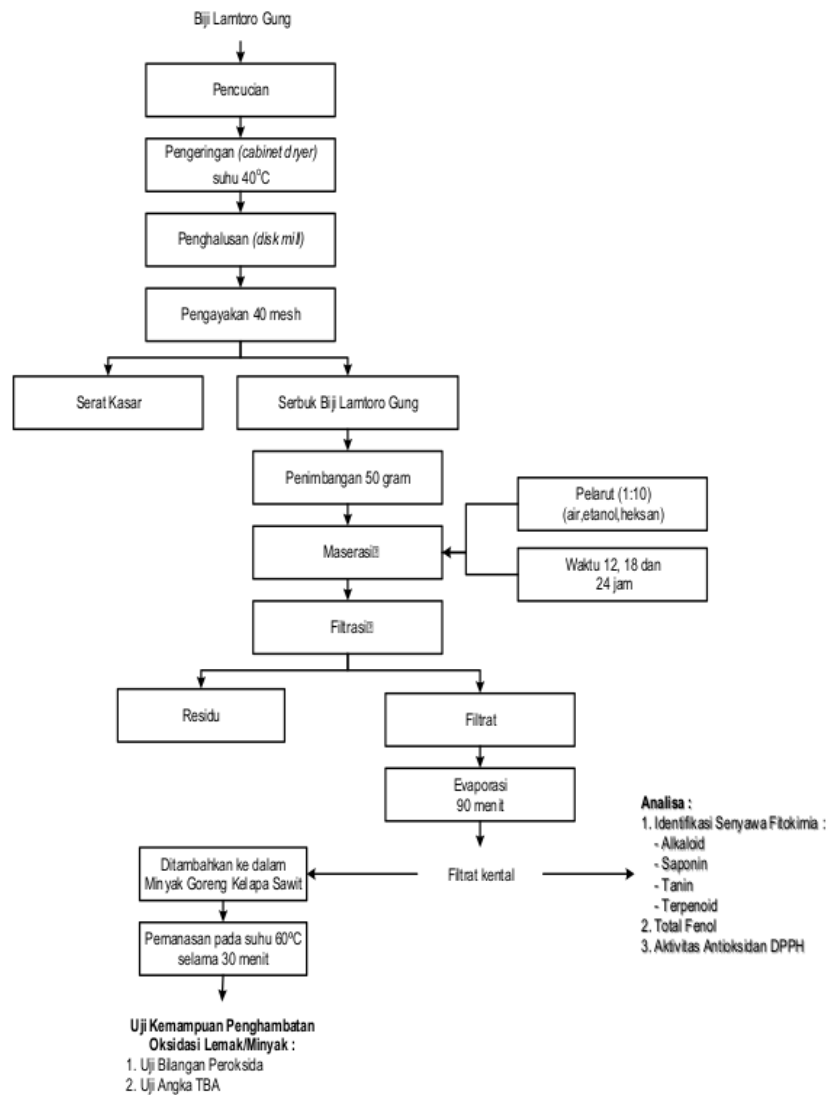 Biji Lamtoro Gung
Pencucian
Pengeringan (cabinet dryer)
suhu 40°C
Penghalusan (disk mill)
Pengayakan 40 mesh
Serat Kasar
Serbuk Biji Lamtoro Gung
Penimbangan 50 gram
Pelarut (1:10)
(air,etanol,heksan)
Maserasi⍰
Waktu 12, 18 dan
24 jam
Filtrasi⍰
Residu
Filtrat
Evaporasi
90 menit
Filtrat kental
Ditambahkan ke dalam
Minyak Goreng Kelapa Sawit
Pemanasan pada suhu 60°C
selama 30 menit
Uji Kemampuan Penghambatan
Oksidasi Lemak/Minyak :
1. Uji Bilangan Peroksida
2. Uji Angka TBA
Analisa :
1. Identifikasi Senyawa Fitokimia :
- Alkaloid
- Saponin
- Tanin
- Terpenoid
2. Total Fenol
3. Aktivitas Antioksidan DPPH